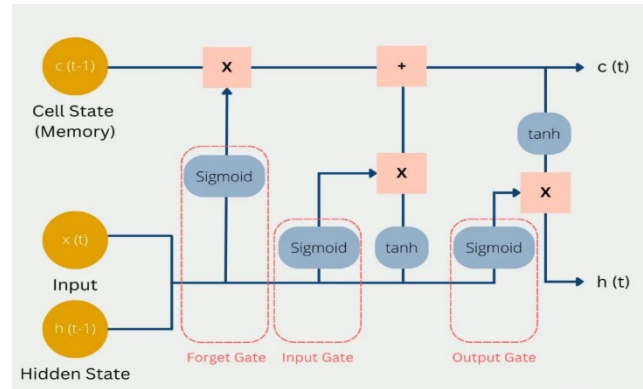 c (t-1)
X
+
c (t)
Cell State
(Memory)
tanh
Sigmoid
X
X
x (t)
Sigmoid
tanh
Sigmoid
Input
h (t)
h (t-1)
Hidden State
Forget Gate
Input Gate
Output Gate